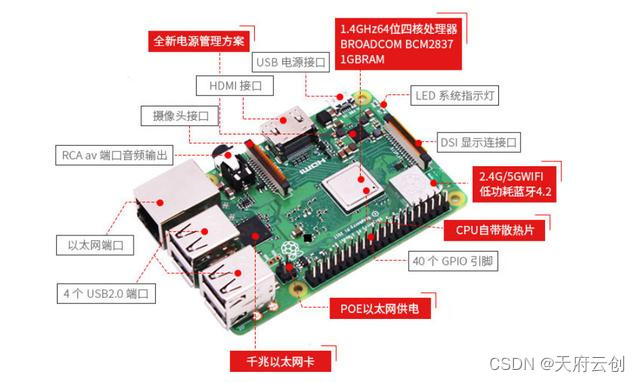 全新电源管理方案
USB 电源接口
1.4GHz64位四核处理器
BROADCOM BCM2837
1GBRAM
HDMI 接口
LED 系统指示灯
摄像头接口
DSI 显示连接口
RCA av 端口音频输出
HDMI
2.4G/5GWIFI
低功耗蓝牙4.2
CPU自带散热片
以太网端口
40 个 GPIO 引脚
4 个 USB2.0 端口
POE以太网供电
千兆以太网卡
CSDN @天府云创